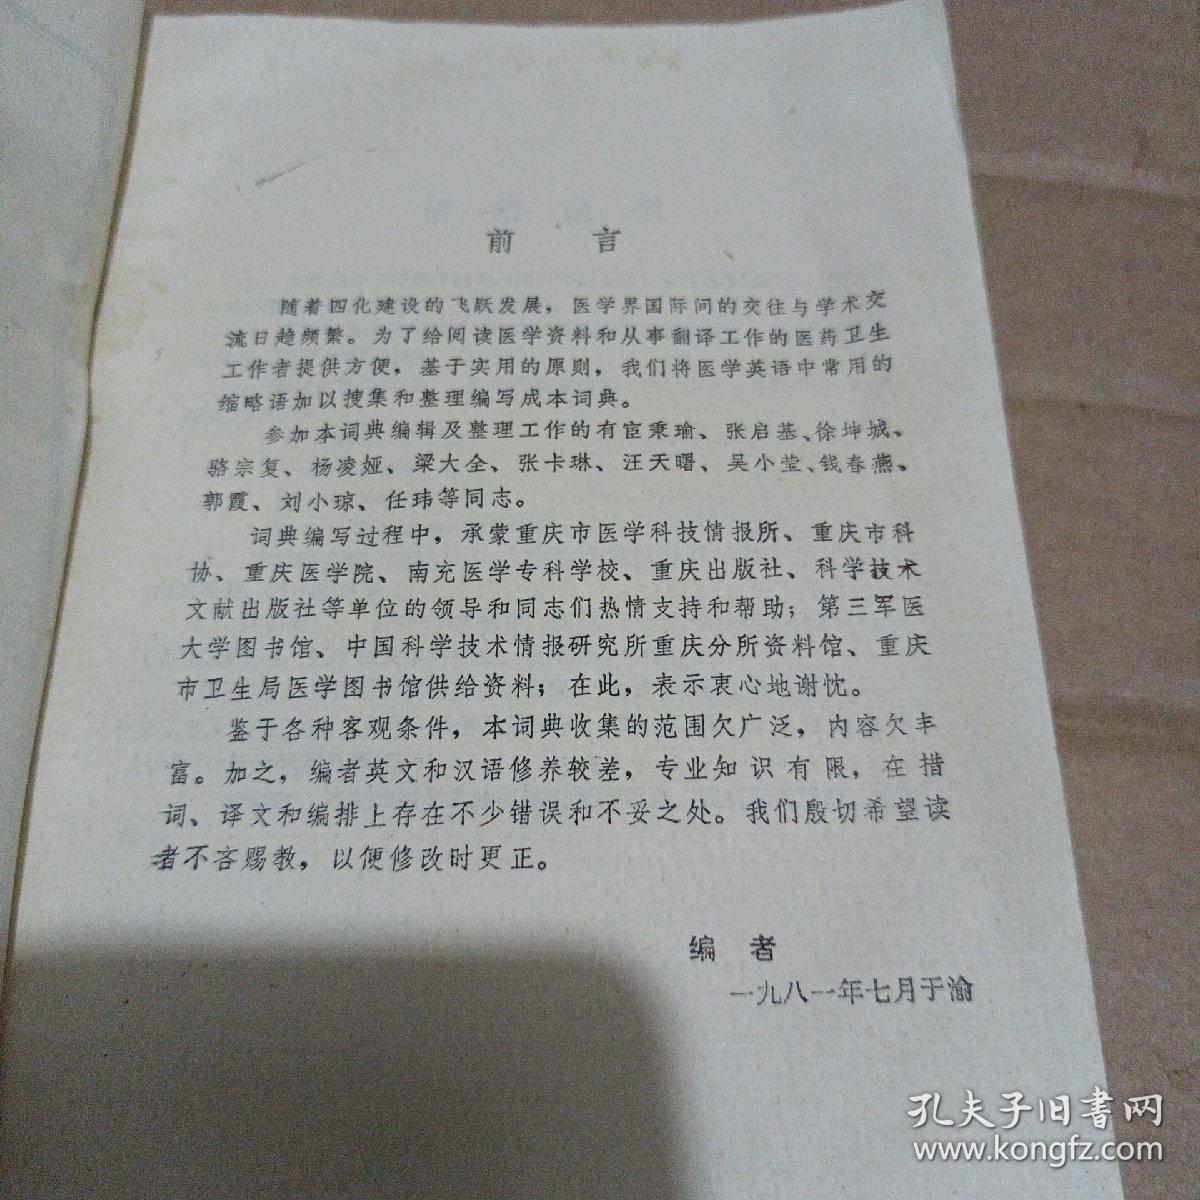 前言
随着四化建设的飞跃发展，医学界国际间的交往与学术交
流日趋频繁。为了给阅读医学资料和从事翻译工作的医药卫生
工作者提供方便，基于实用的原则，我们将医学英语中常用的
缩略语加以搜集和整理编写成本词典。
参加本词典编辑及整理工作的有宦秉瑜、张启基、徐坤城、
骆宗复、杨凌娅、梁大全、张卡琳、汪天曙、吴小莹、钱春燕、
郭霞、刘小琼、任玮等同志。
词典编写过程中，承蒙重庆市医学科技情报所、重庆市科
协、重庆医学院、南充医学专科学校、重庆出版社、科学技术
文献出版社等单位的领导和同志们热情支持和帮助；第三军医
大学图书馆、中国科学技术情报研究所重庆分所资料馆、重庆
市卫生局医学图书馆供给资料；在此，表示衷心地谢忱。
鉴于各种客观条件，本词典收集的范围欠广泛，内容欠丰
富。加之，编者英文和汉语修养较差，专业知识有限，在措
词、译文和编排上存在不少错误和不妥之处。我们殷切希望读
者不吝赐教，以便修改时更正。
编者
一九八一年七月于渝
孔夫子旧书网
www.kongfz.com